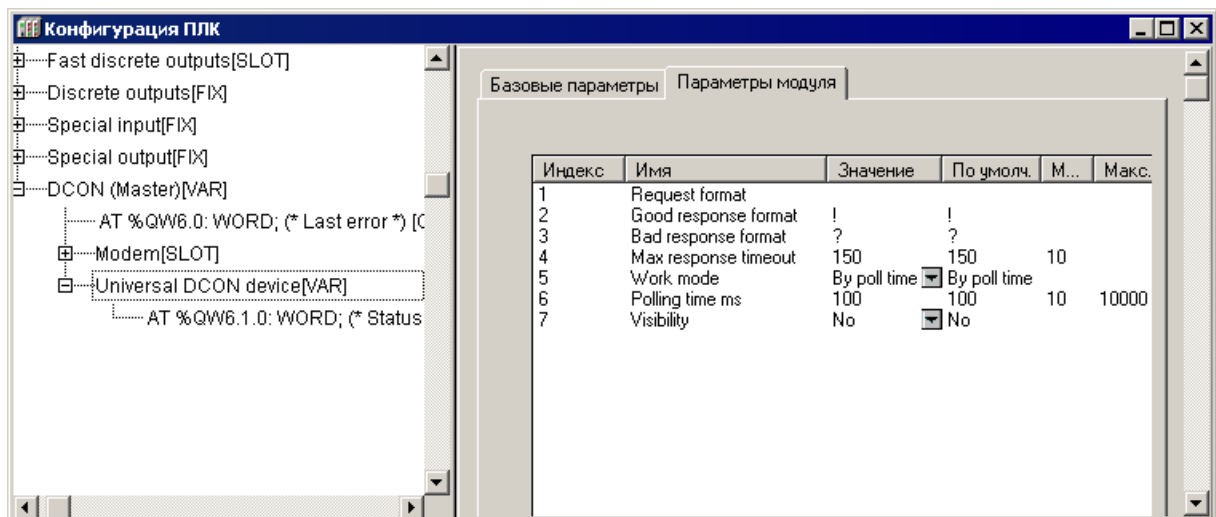 Конфигурация ПЛК
Fast discrete outputs[SLOT]
Discrete outputs[FIX]
Special input[FIX]
Special output[FIX]
DCON (Master)[VAR]
AT %QW6.0: WORD; (* Last error *) [
Modem[SLOT]
Universal DCON device[VAR]
AT %QW6.1.0: WORD; (* Status
Базовые параметры Параметры модуля
Индекс Имя Значение По умолч. М... Макс.
1 Request format
2 Good response format ! !
3 Bad response format ? ?
4 Max response timeout 150 150 10
5 Work mode By poll time By poll time
6 Polling time ms 100 100 10 10000
7 Visibility No No